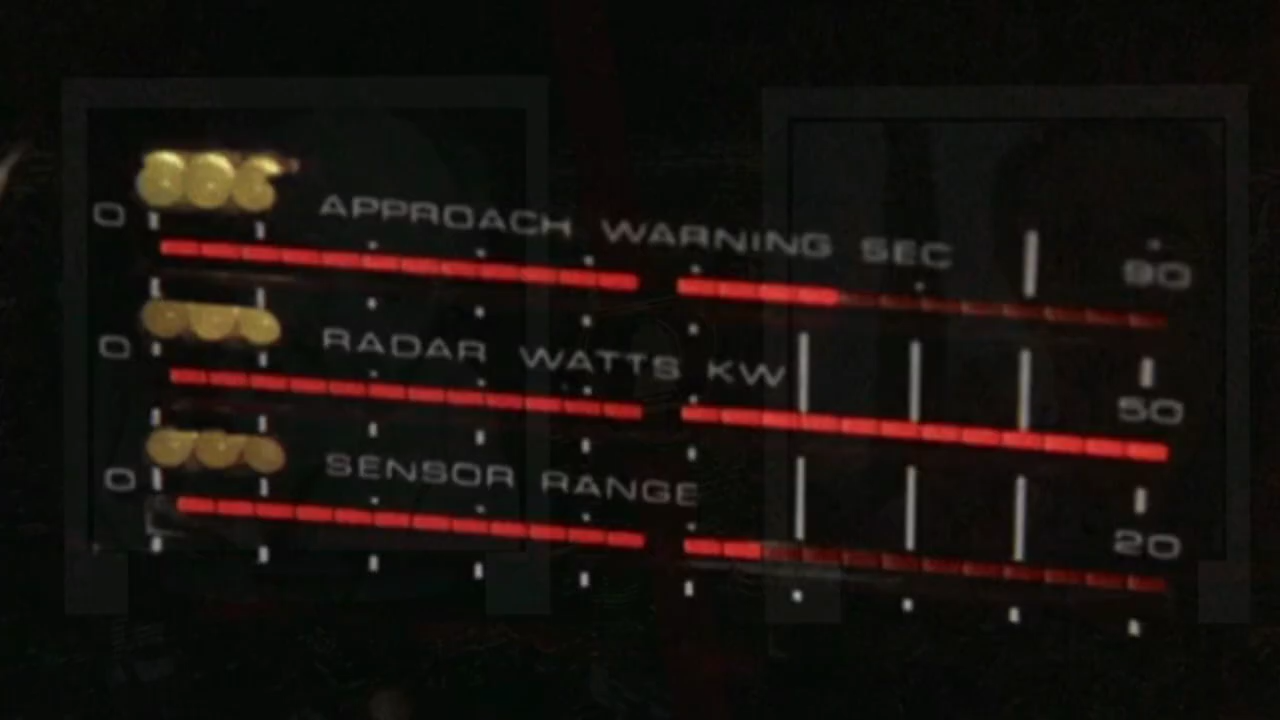 APPROACH WARNING SEC
0 90
RADAR WATTS KW
0 50
SENSOR RANGE
0 20